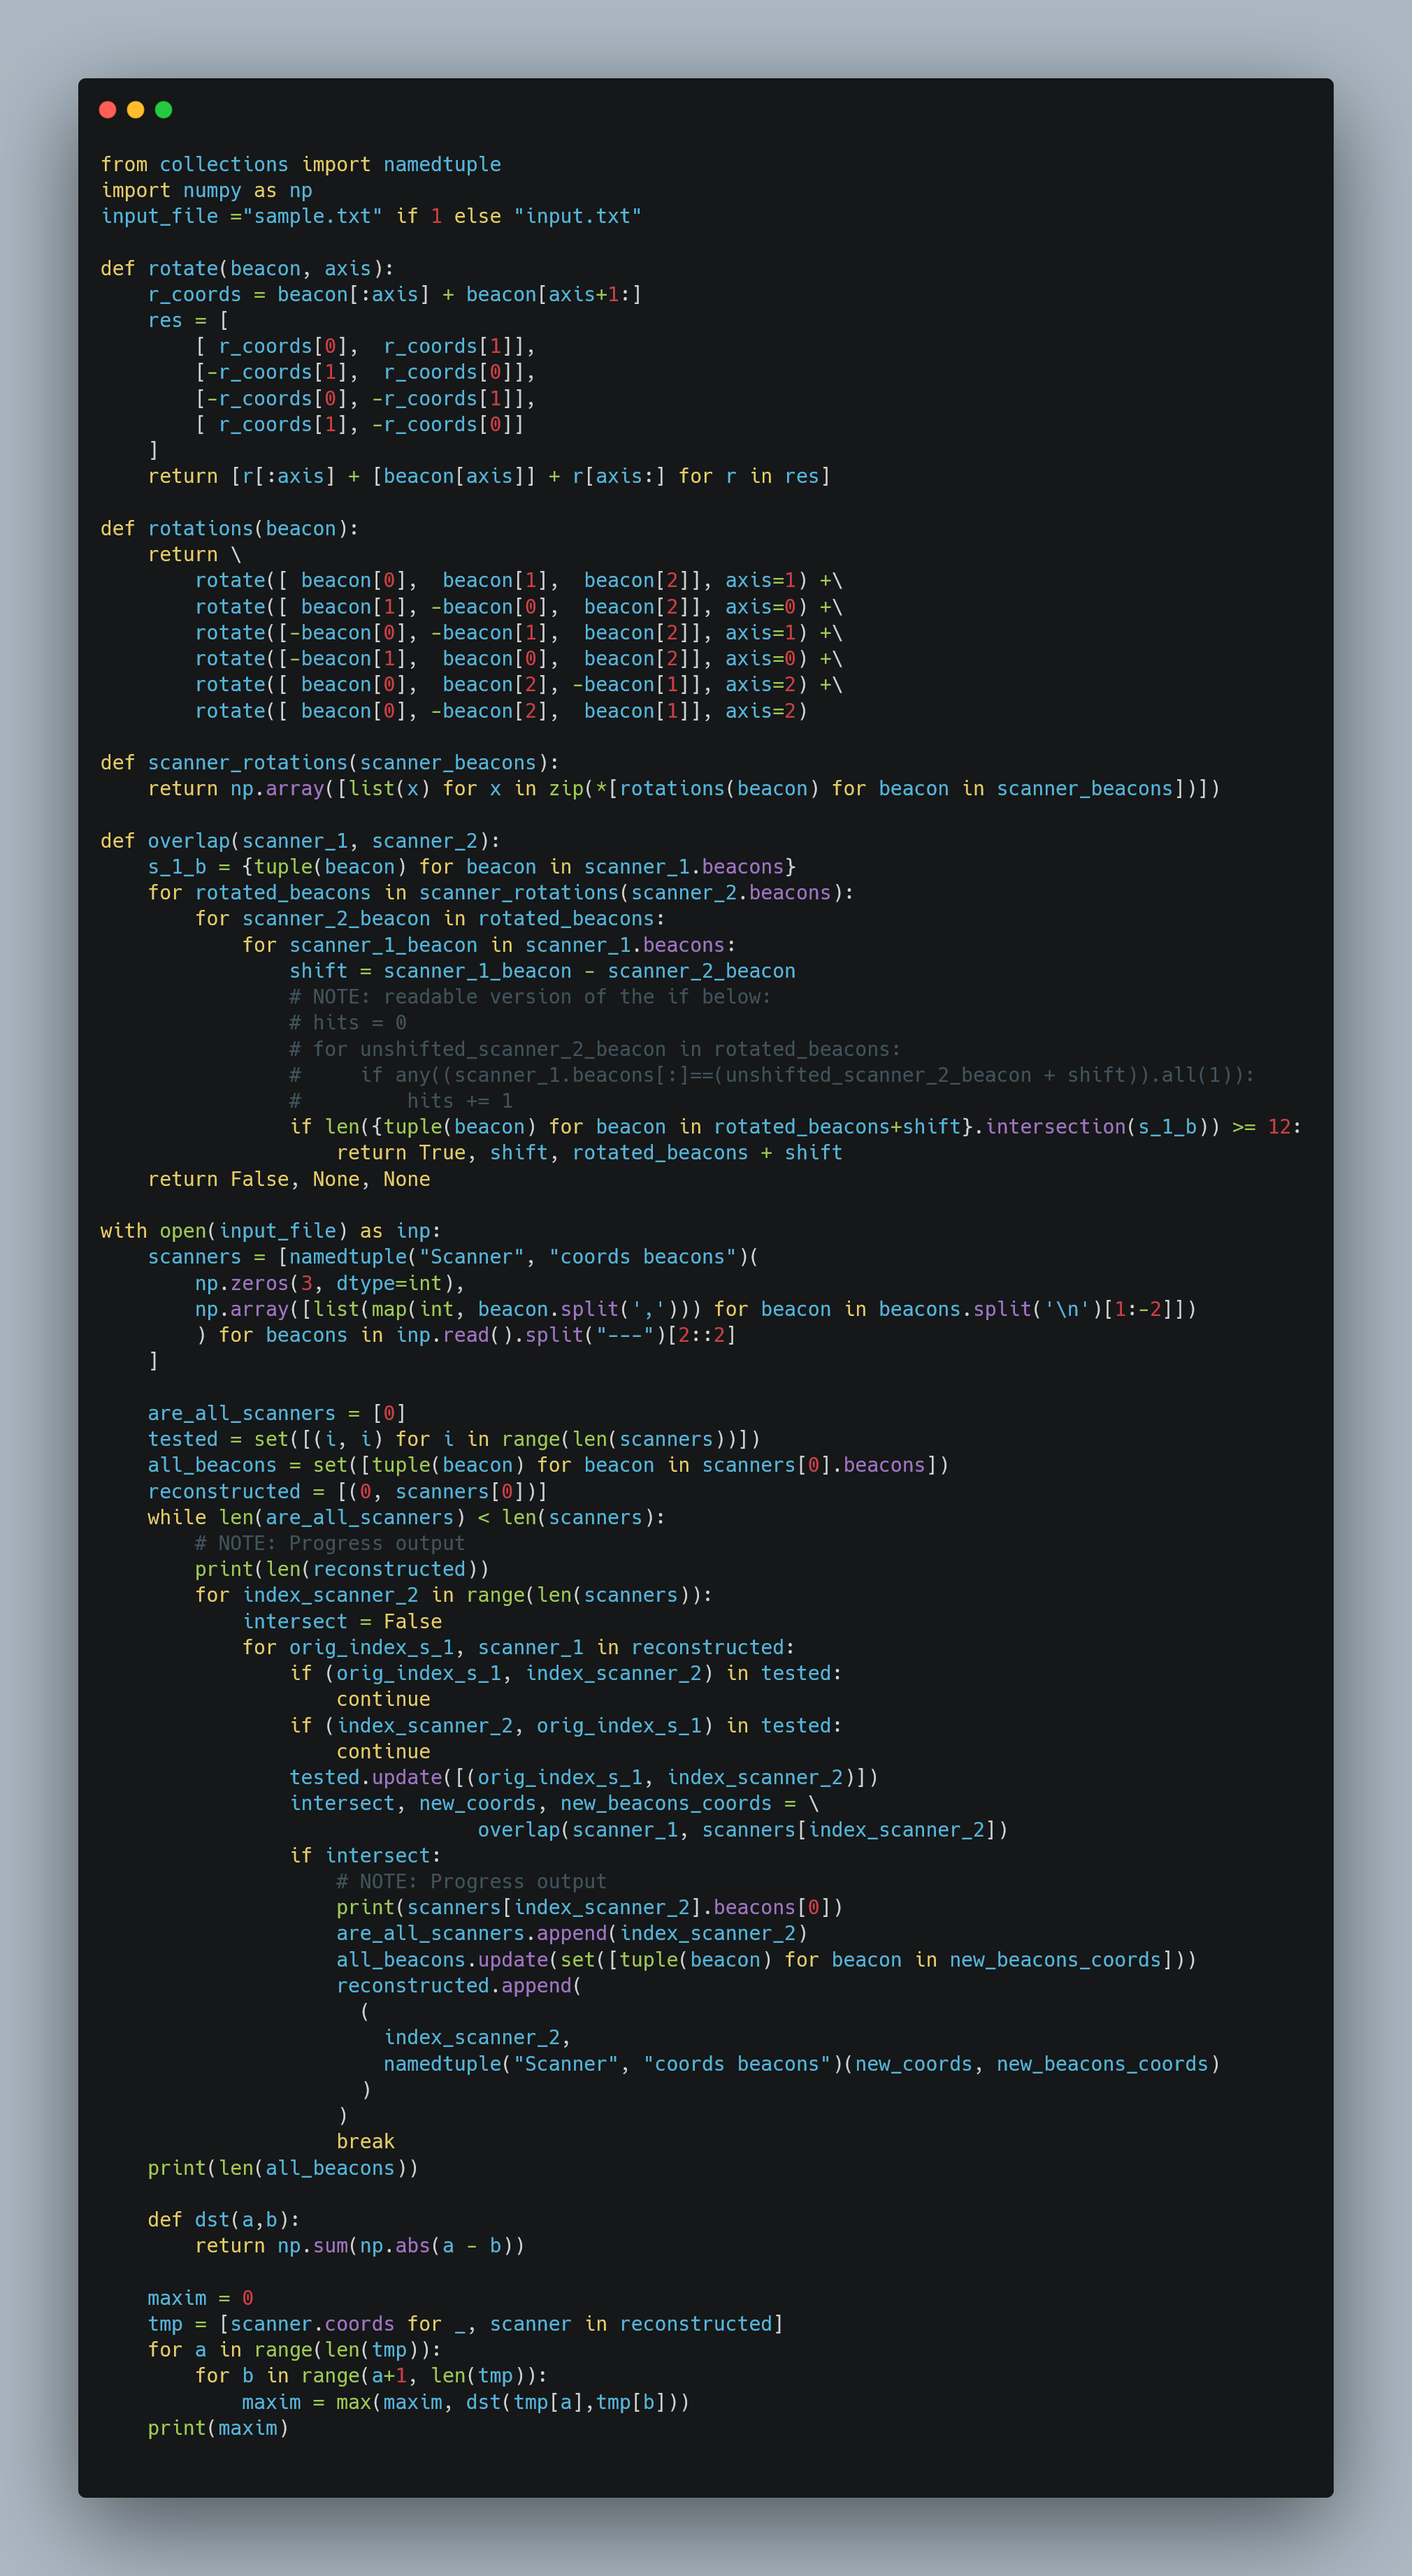 from collections import namedtuple
import numpy as np
input_file ="sample.txt" if 1 else "input.txt"

def rotate(beacon, axis):
    r_coords = beacon[:axis] + beacon[axis+1:]
    res = [
        [ r_coords[0],  r_coords[1]],
        [-r_coords[1],  r_coords[0]],
        [-r_coords[0], -r_coords[1]],
        [ r_coords[1], -r_coords[0]]
    ]
    return [r[:axis] + [beacon[axis]] + r[axis:] for r in res]

def rotations(beacon):
    return \
        rotate([ beacon[0],  beacon[1],  beacon[2]], axis=1) +\
        rotate([ beacon[1], -beacon[0],  beacon[2]], axis=0) +\
        rotate([-beacon[0], -beacon[1],  beacon[2]], axis=1) +\
        rotate([-beacon[1],  beacon[0],  beacon[2]], axis=0) +\
        rotate([ beacon[0],  beacon[2], -beacon[1]], axis=2) +\
        rotate([ beacon[0], -beacon[2],  beacon[1]], axis=2)

def scanner_rotations(scanner_beacons):
    return np.array([list(x) for x in zip(*[rotations(beacon) for beacon in scanner_beacons])])

def overlap(scanner_1, scanner_2):
    s_1_b = {tuple(beacon) for beacon in scanner_1.beacons}
    for rotated_beacons in scanner_rotations(scanner_2.beacons):
        for scanner_2_beacon in rotated_beacons:
            for scanner_1_beacon in scanner_1.beacons:
                shift = scanner_1_beacon - scanner_2_beacon
                # NOTE: readable version of the if below:
                # hits = 0
                # for unshifted_scanner_2_beacon in rotated_beacons:
                #     if any((scanner_1.beacons[:]==(unshifted_scanner_2_beacon + shift)).all(1)):
                #         hits += 1
                if len({tuple(beacon) for beacon in rotated_beacons+shift}.intersection(s_1_b)) >= 12:
                    return True, shift, rotated_beacons + shift
    return False, None, None

with open(input_file) as inp:
    scanners = [namedtuple("Scanner", "coords beacons")(
        np.zeros(3, dtype=int),
        np.array([list(map(int, beacon.split(','))) for beacon in beacons.split('\n')[1:-2]])
        ) for beacons in inp.read().split("---")[2::2]
    ]

    are_all_scanners = [0]
    tested = set([(i, i) for i in range(len(scanners))])
    all_beacons = set([tuple(beacon) for beacon in scanners[0].beacons])
    reconstructed = [(0, scanners[0])]
    while len(are_all_scanners) < len(scanners):
        # NOTE: Progress output
        print(len(reconstructed))
        for index_scanner_2 in range(len(scanners)):
            intersect = False
            for orig_index_s_1, scanner_1 in reconstructed:
                if (orig_index_s_1, index_scanner_2) in tested:
                    continue
                if (index_scanner_2, orig_index_s_1) in tested:
                    continue
                tested.update([(orig_index_s_1, index_scanner_2)])
                intersect, new_coords, new_beacons_coords = \
                                overlap(scanner_1, scanners[index_scanner_2])
                if intersect:
                    # NOTE: Progress output
                    print(scanners[index_scanner_2].beacons[0])
                    are_all_scanners.append(index_scanner_2)
                    all_beacons.update(set([tuple(beacon) for beacon in new_beacons_coords]))
                    reconstructed.append(
                      (
                        index_scanner_2,
                        namedtuple("Scanner", "coords beacons")(new_coords, new_beacons_coords)
                      )
                    )
                    break
    print(len(all_beacons))

    def dst(a,b):
        return np.sum(np.abs(a - b))

    maxim = 0
    tmp = [scanner.coords for _, scanner in reconstructed]
    for a in range(len(tmp)):
        for b in range(a+1, len(tmp)):
            maxim = max(maxim, dst(tmp[a],tmp[b]))
    print(maxim)